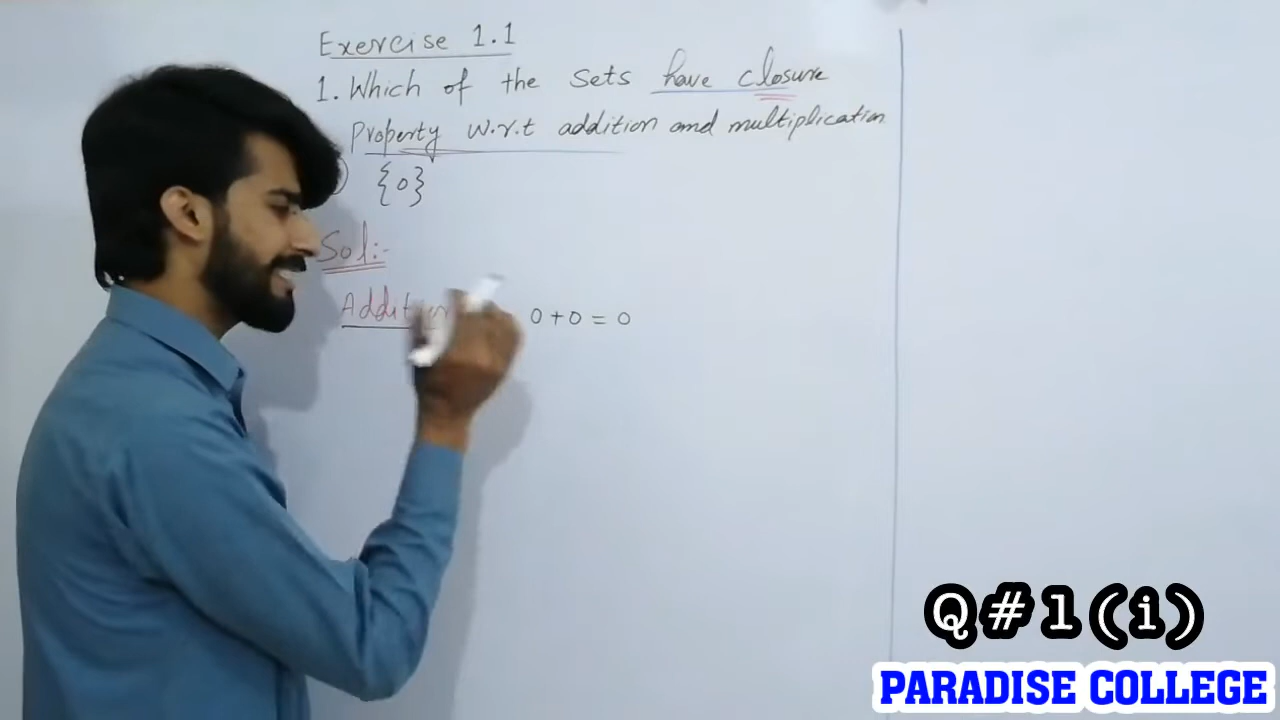 Exercise 1.1
1. Which of the sets have closure
Property w.r.t addition and multiplication
{0}
Sol:-
Addition 0+0=0
Q#1(i)
PARADISE COLLEGE